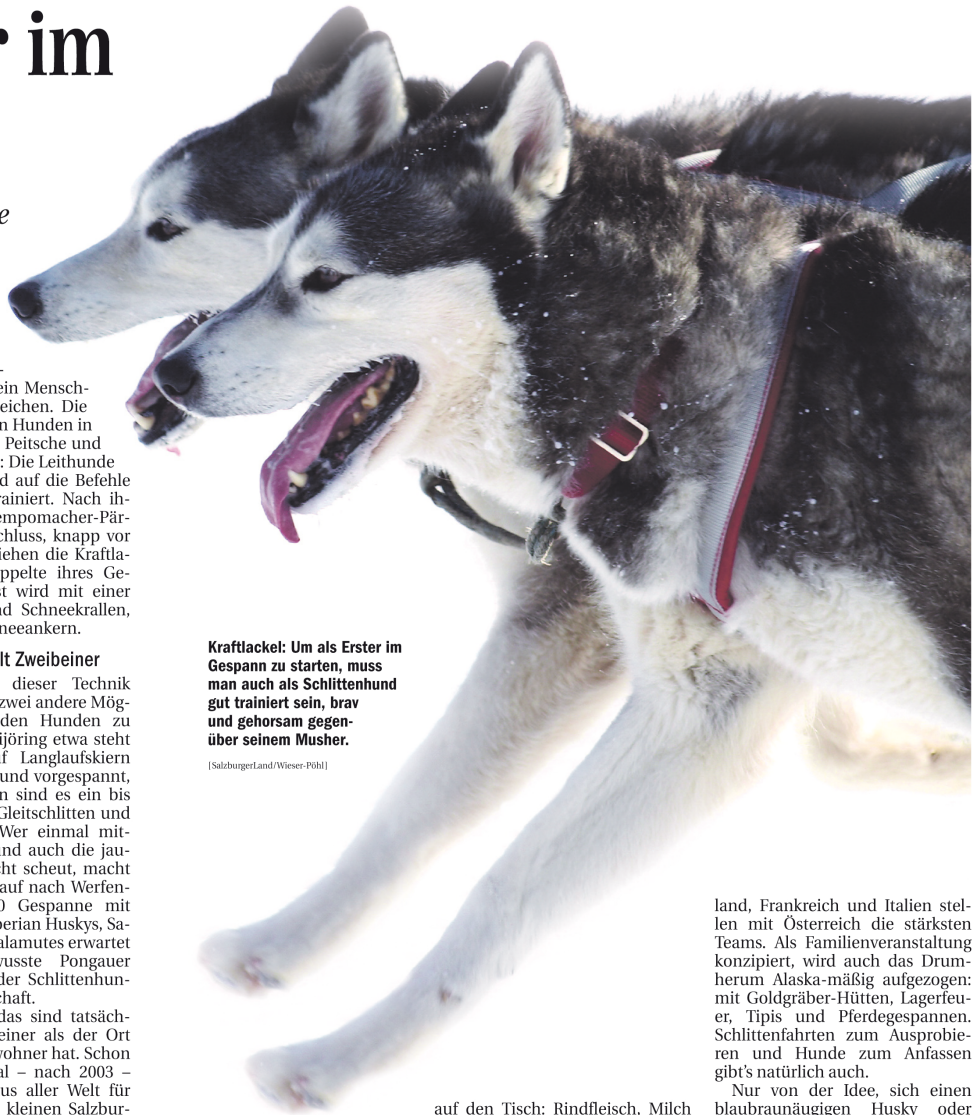 r im
e
-
ein Mensch-
eichen. Die
n Hunden in
Peitsche und
: Die Leithunde
d auf die Befehle
rainiert. Nach ih-
empomacher-Pär-
chluss, knapp vor
iehen die Kraftla-
ppelte ihres Ge-
st wird mit einer
nd Schneekrallen,
neeankern.
lt Zweibeiner
dieser Technik
zwei andere Mög-
den Hunden zu
ijöring etwa steht
f Langlaufskiern
und vorgespannt,
n sind es ein bis
Gleitschlitten und
Wer einmal mit-
und auch die jau-
cht scheut, macht
auf nach Werfen-
0 Gespanne mit
perian Huskys, Sa-
alamutes erwartet
wusste Pongauer
der Schlittenhun-
chaft.
das sind tatsäch-
einer als der Ort
wohner hat. Schon
al – nach 2003 –
us aller Welt für
kleinen Salzbur-
Kraftlackel: Um als Erster im
Gespann zu starten, muss
man auch als Schlittenhund
gut trainiert sein, brav
und gehorsam gegen-
über seinem Musher.
[SalzburgerLand/Wieser-Pöhl]
auf den Tisch: Rindfleisch, Milch
land, Frankreich und Italien stel-
len mit Österreich die stärksten
Teams. Als Familienveranstaltung
konzipiert, wird auch das Drum-
herum Alaska-mäßig aufgezogen:
mit Goldgräber-Hütten, Lagerfeu-
er, Tipis und Pferdegespannen.
Schlittenfahrten zum Ausprobie-
ren und Hunde zum Anfassen
gibt's natürlich auch.
Nur von der Idee, sich einen
blaubraunäugigen Husky oder